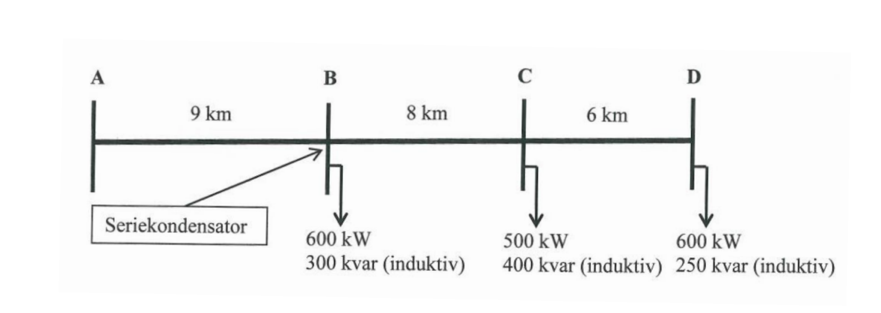 A B C D
9 km 8 km 6 km
Seriekondensator
600 kW 500 kW 600 kW
300 kvar (induktiv) 400 kvar (induktiv) 250 kvar (induktiv)